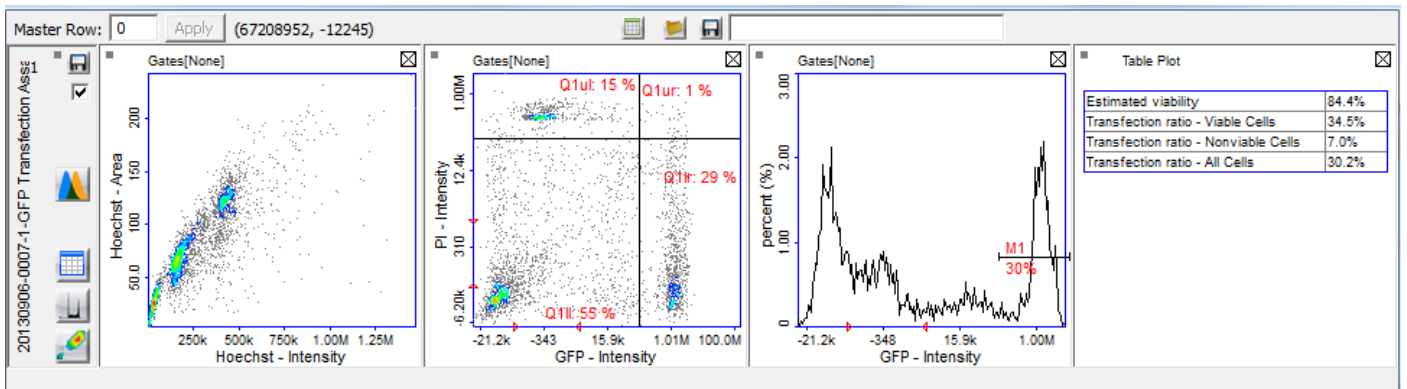 Master Row: 0 Apply (67208952, -12245)
20130906-0007-1-GFP Transfection Assε1
Gates[None]
Hoechst - Area
200
150
100
50.0
250k 500k 750k 1.00M 1.25M
Hoechst - Intensity
Gates[None]
Q1ul: 15 % Q1ur: 1 %
Q1lr: 29 %
Q1ll: 55 %
PI - Intensity
1.00M
12.4k
310
-6.20k
-21.2k -343 15.9k 1.01M 100.0M
GFP - Intensity
Gates[None]
percent (%)
3.00
2.00
1.00
0
M1
30%
-21.2k -348 15.9k 1.00M
GFP - Intensity
Table Plot
Estimated viability 84.4%
Transfection ratio - Viable Cells 34.5%
Transfection ratio - Nonviable Cells 7.0%
Transfection ratio - All Cells 30.2%